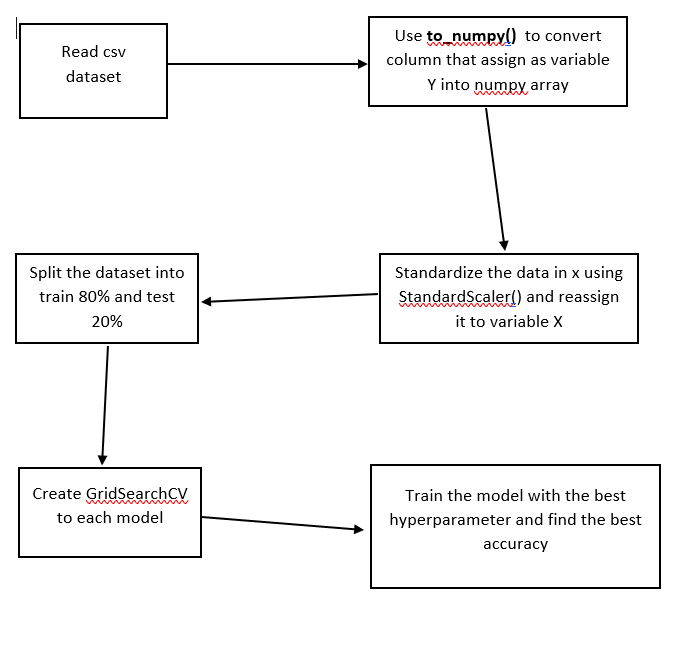 Read csv
dataset
Use to_numpy() to convert
column that assign as variable
Y into numpy array
Standardize the data in x using
StandardScaler() and reassign
it to variable X
Split the dataset into
train 80% and test
20%
Create GridSearchCV
to each model
Train the model with the best
hyperparameter and find the best
accuracy